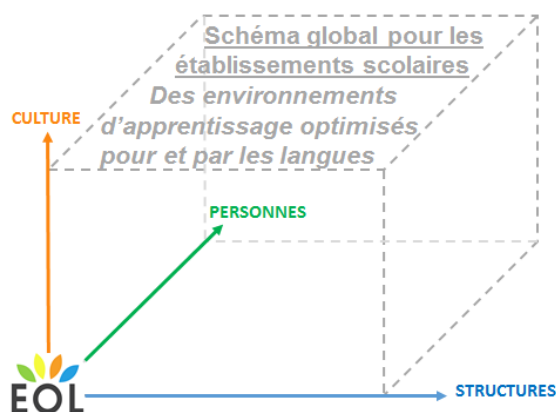 Schéma global pour les
établissements scolaires
Des environnements
d'apprentissage optimisés
pour et par les langues
CULTURE
PERSONNES
EOL
STRUCTURES